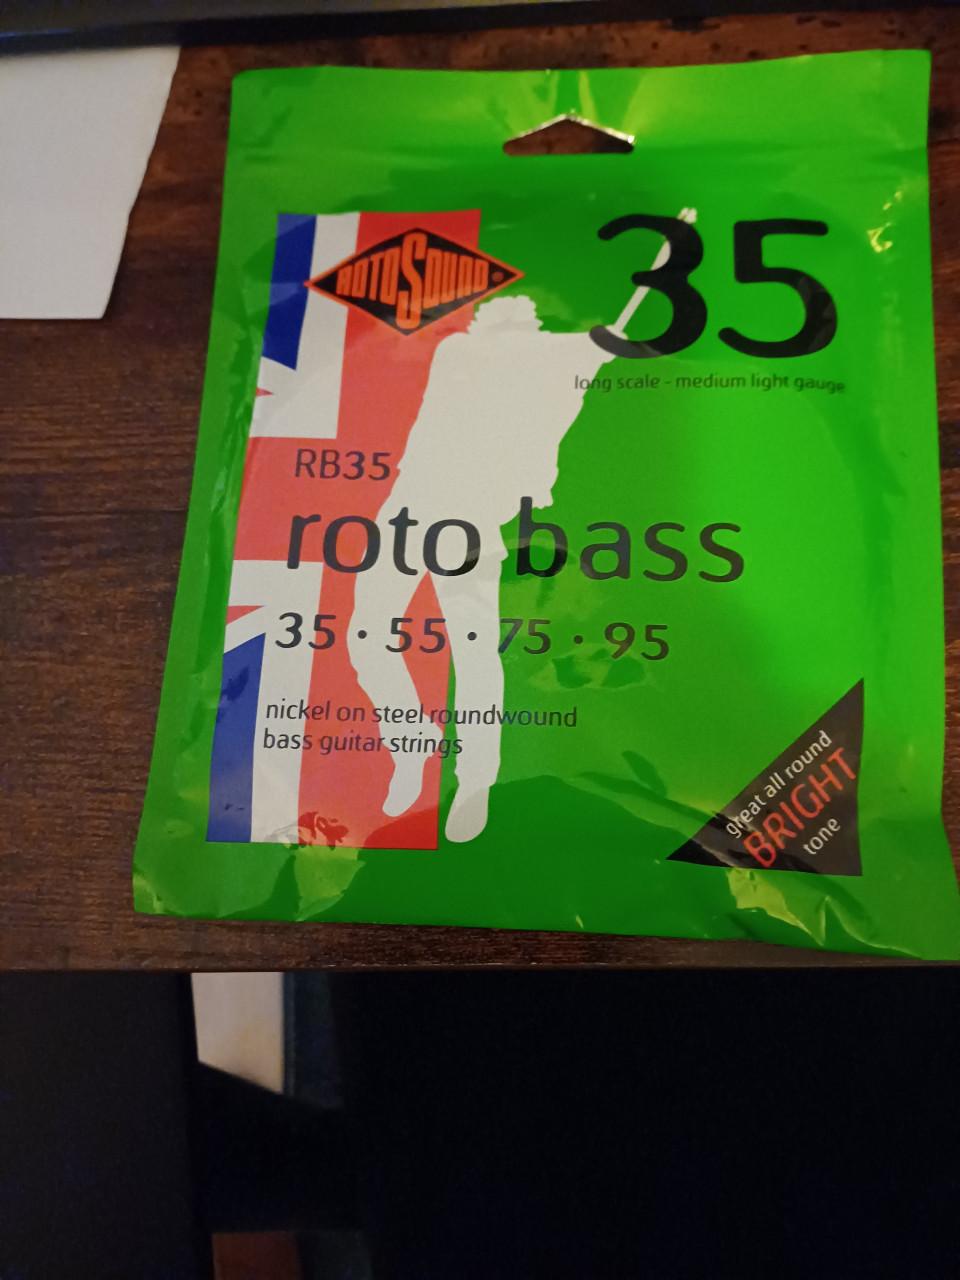 ROTOSOUND®
35
long scale - medium light gauge
RB35
roto bass
35 · 55 · 75 · 95
nickel on steel roundwound
bass guitar strings
great all round
BRIGHT
tone